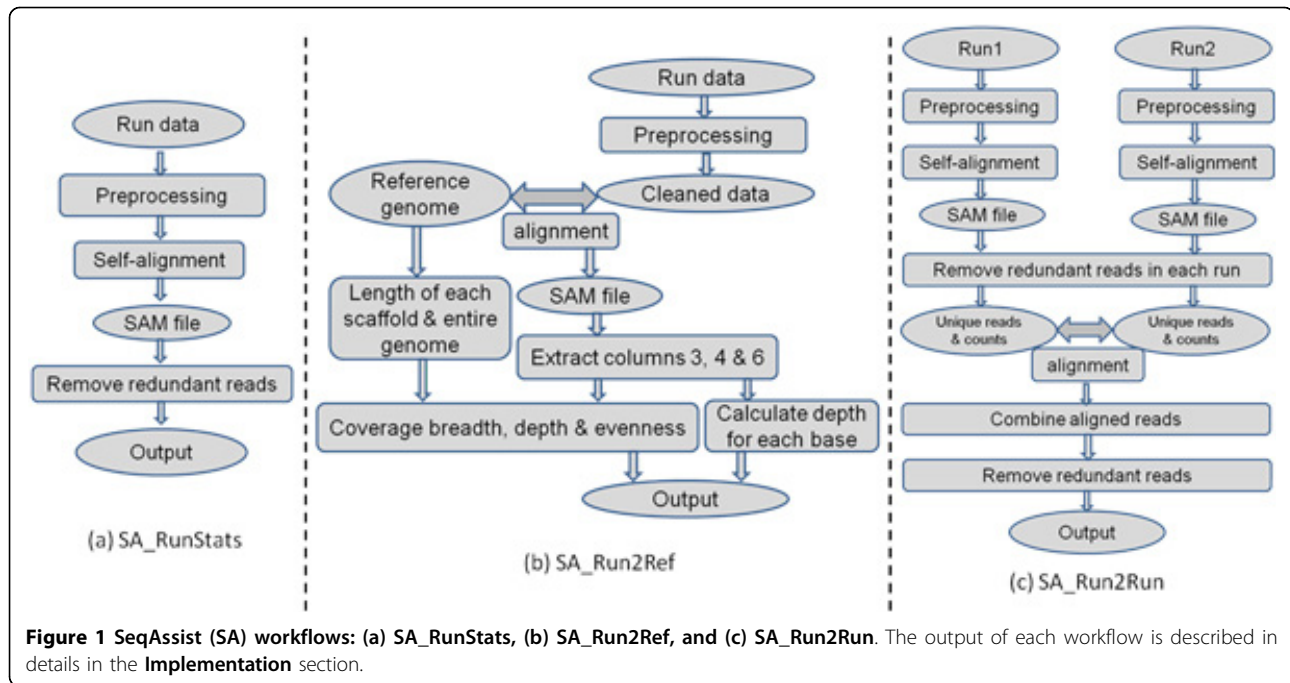 Run data
Preprocessing
Self-alignment
SAM file
Remove redundant reads
Output
(a) SA_RunStats
Run data
Preprocessing
Cleaned data
Reference
genome
alignment
Length of each
scaffold & entire
genome
SAM file
Extract columns 3, 4 & 6
Coverage breadth, depth & evenness
Calculate depth
for each base
Output
(b) SA_Run2Ref
Run1
Run2
Preprocessing
Preprocessing
Self-alignment
Self-alignment
SAM file
SAM file
Remove redundant reads in each run
Unique reads
& counts
Unique reads
& counts
alignment
Combine aligned reads
Remove redundant reads
Output
(c) SA_Run2Run
Figure 1 SeqAssist (SA) workflows: (a) SA_RunStats, (b) SA_Run2Ref, and (c) SA_Run2Run. The output of each workflow is described in
details in the Implementation section.